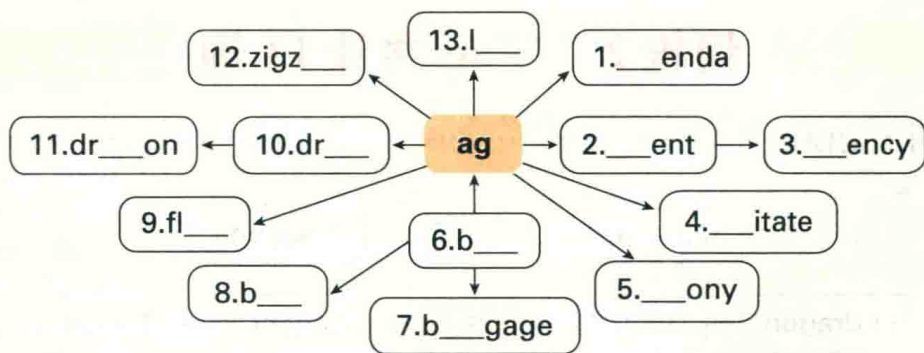 13.l___
12.zigz___
1.___enda
11.dr___on
10.dr___
ag
2.___ent
3.___ency
9.fl___
6.b___
4.___itate
8.b___
5.___ony
7.b___gage